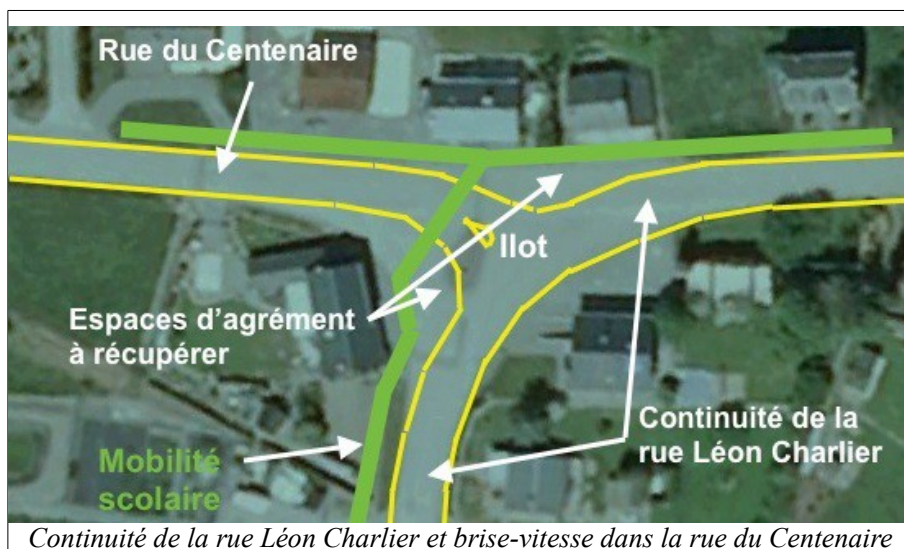 Rue du Centenaire
Ilot
Espaces d'agrément
à récupérer
Continuité de la
rue Léon Charlier
Mobilité
scolaire
Continuité de la rue Léon Charlier et brise-vitesse dans la rue du Centenaire